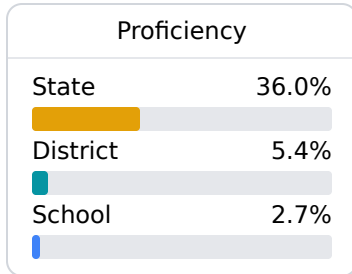 Proficiency
State 36.0%
District 5.4%
School 2.7%